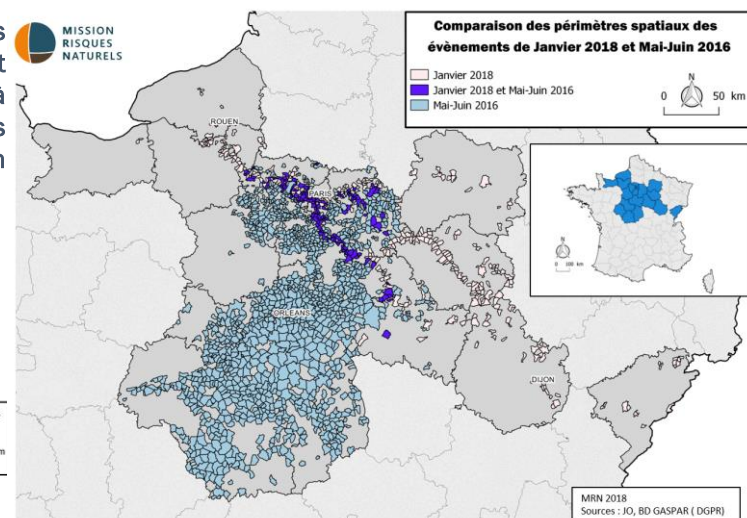 MISSION
RISQUES
NATURELS
Comparaison des périmètres spatiaux des
évènements de Janvier 2018 et Mai-Juin 2016
Janvier 2018
Janvier 2018 et Mai-Juin 2016
Mai-Juin 2016
N
0 50 km
ROUEN
PARIS
N
ORLEANS
DIJON
MRN 2018
Sources : JO, BD GASPAR ( DGPR)